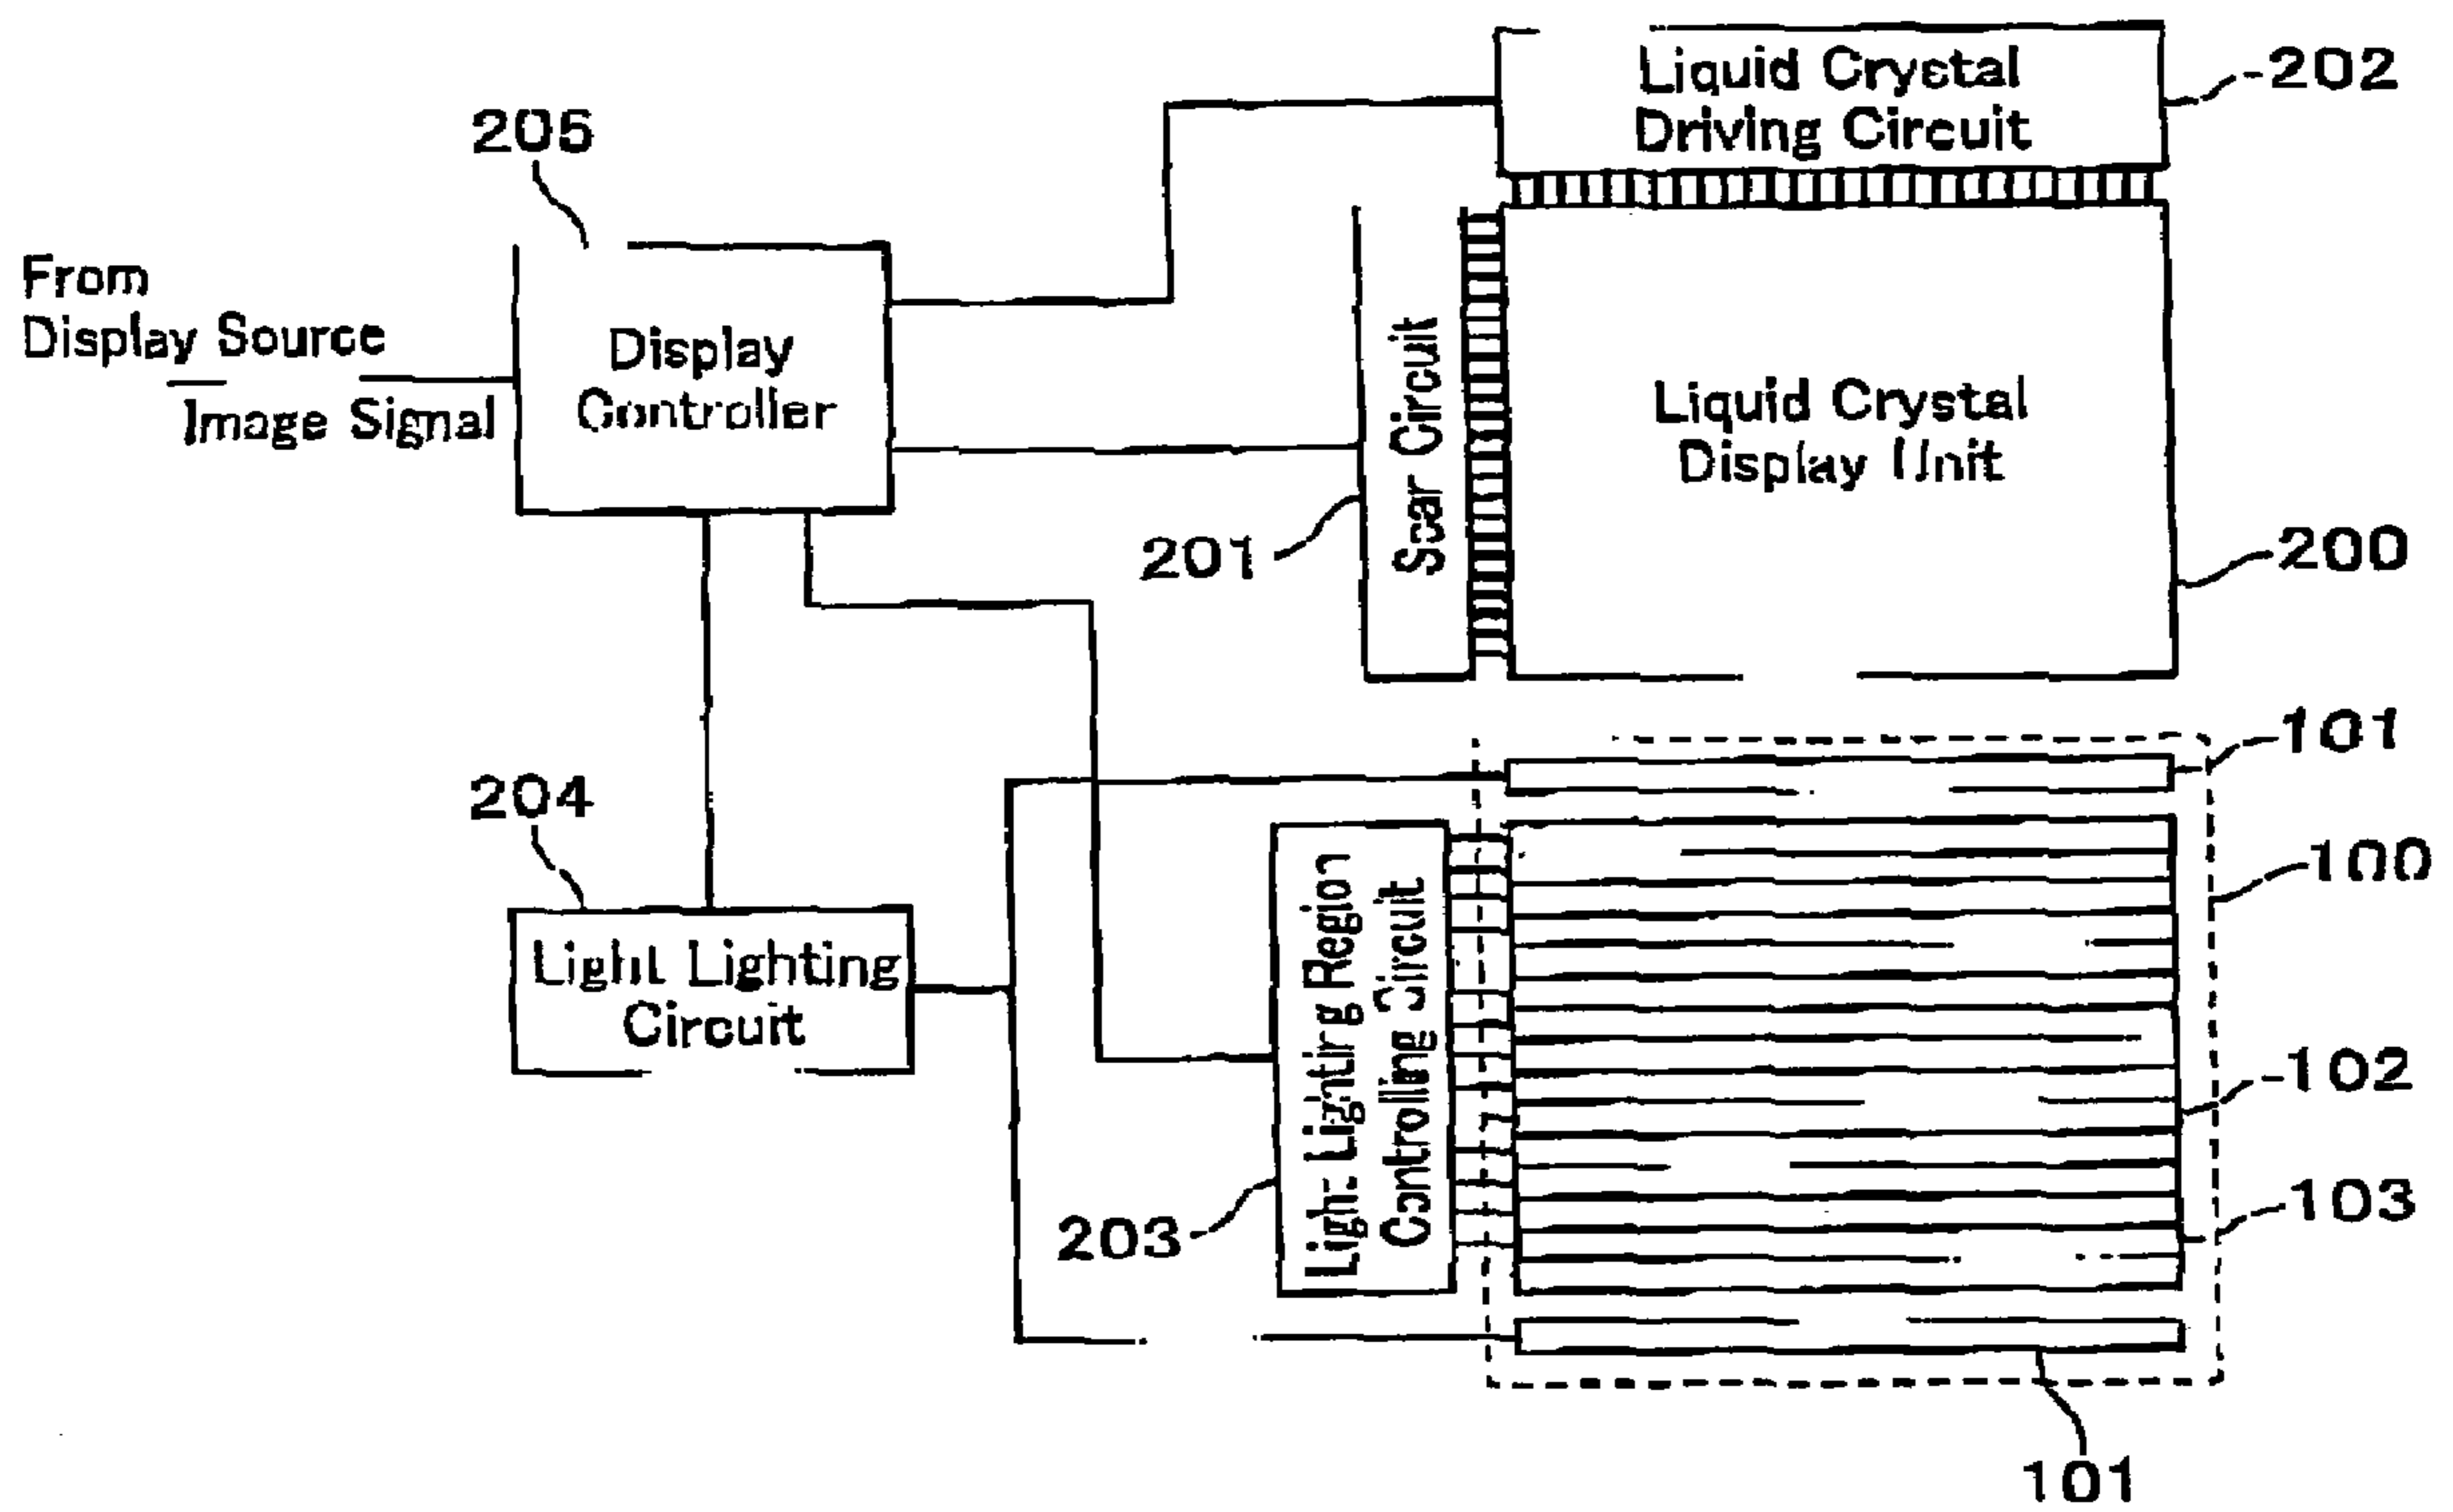 Liquid Crystal
Driving Circuit
202
205
From
Display Source
Image Signal
Display
Controller
Scar Circuit
201
Liquid Crystal
Display Unit
200
101
204
100
Light Lighting
Circuit
Light Lighting Region
Controlling Circuit
102
103
203
101